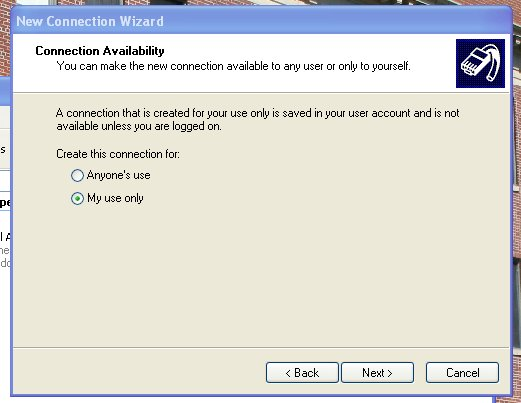 New Connection Wizard
Connection Availability
You can make the new connection available to any user or only to yourself.
A connection that is created for your use only is saved in your user account and is not
available unless you are logged on.
Create this connection for:
Anyone's use
My use only
< Back
Next >
Cancel